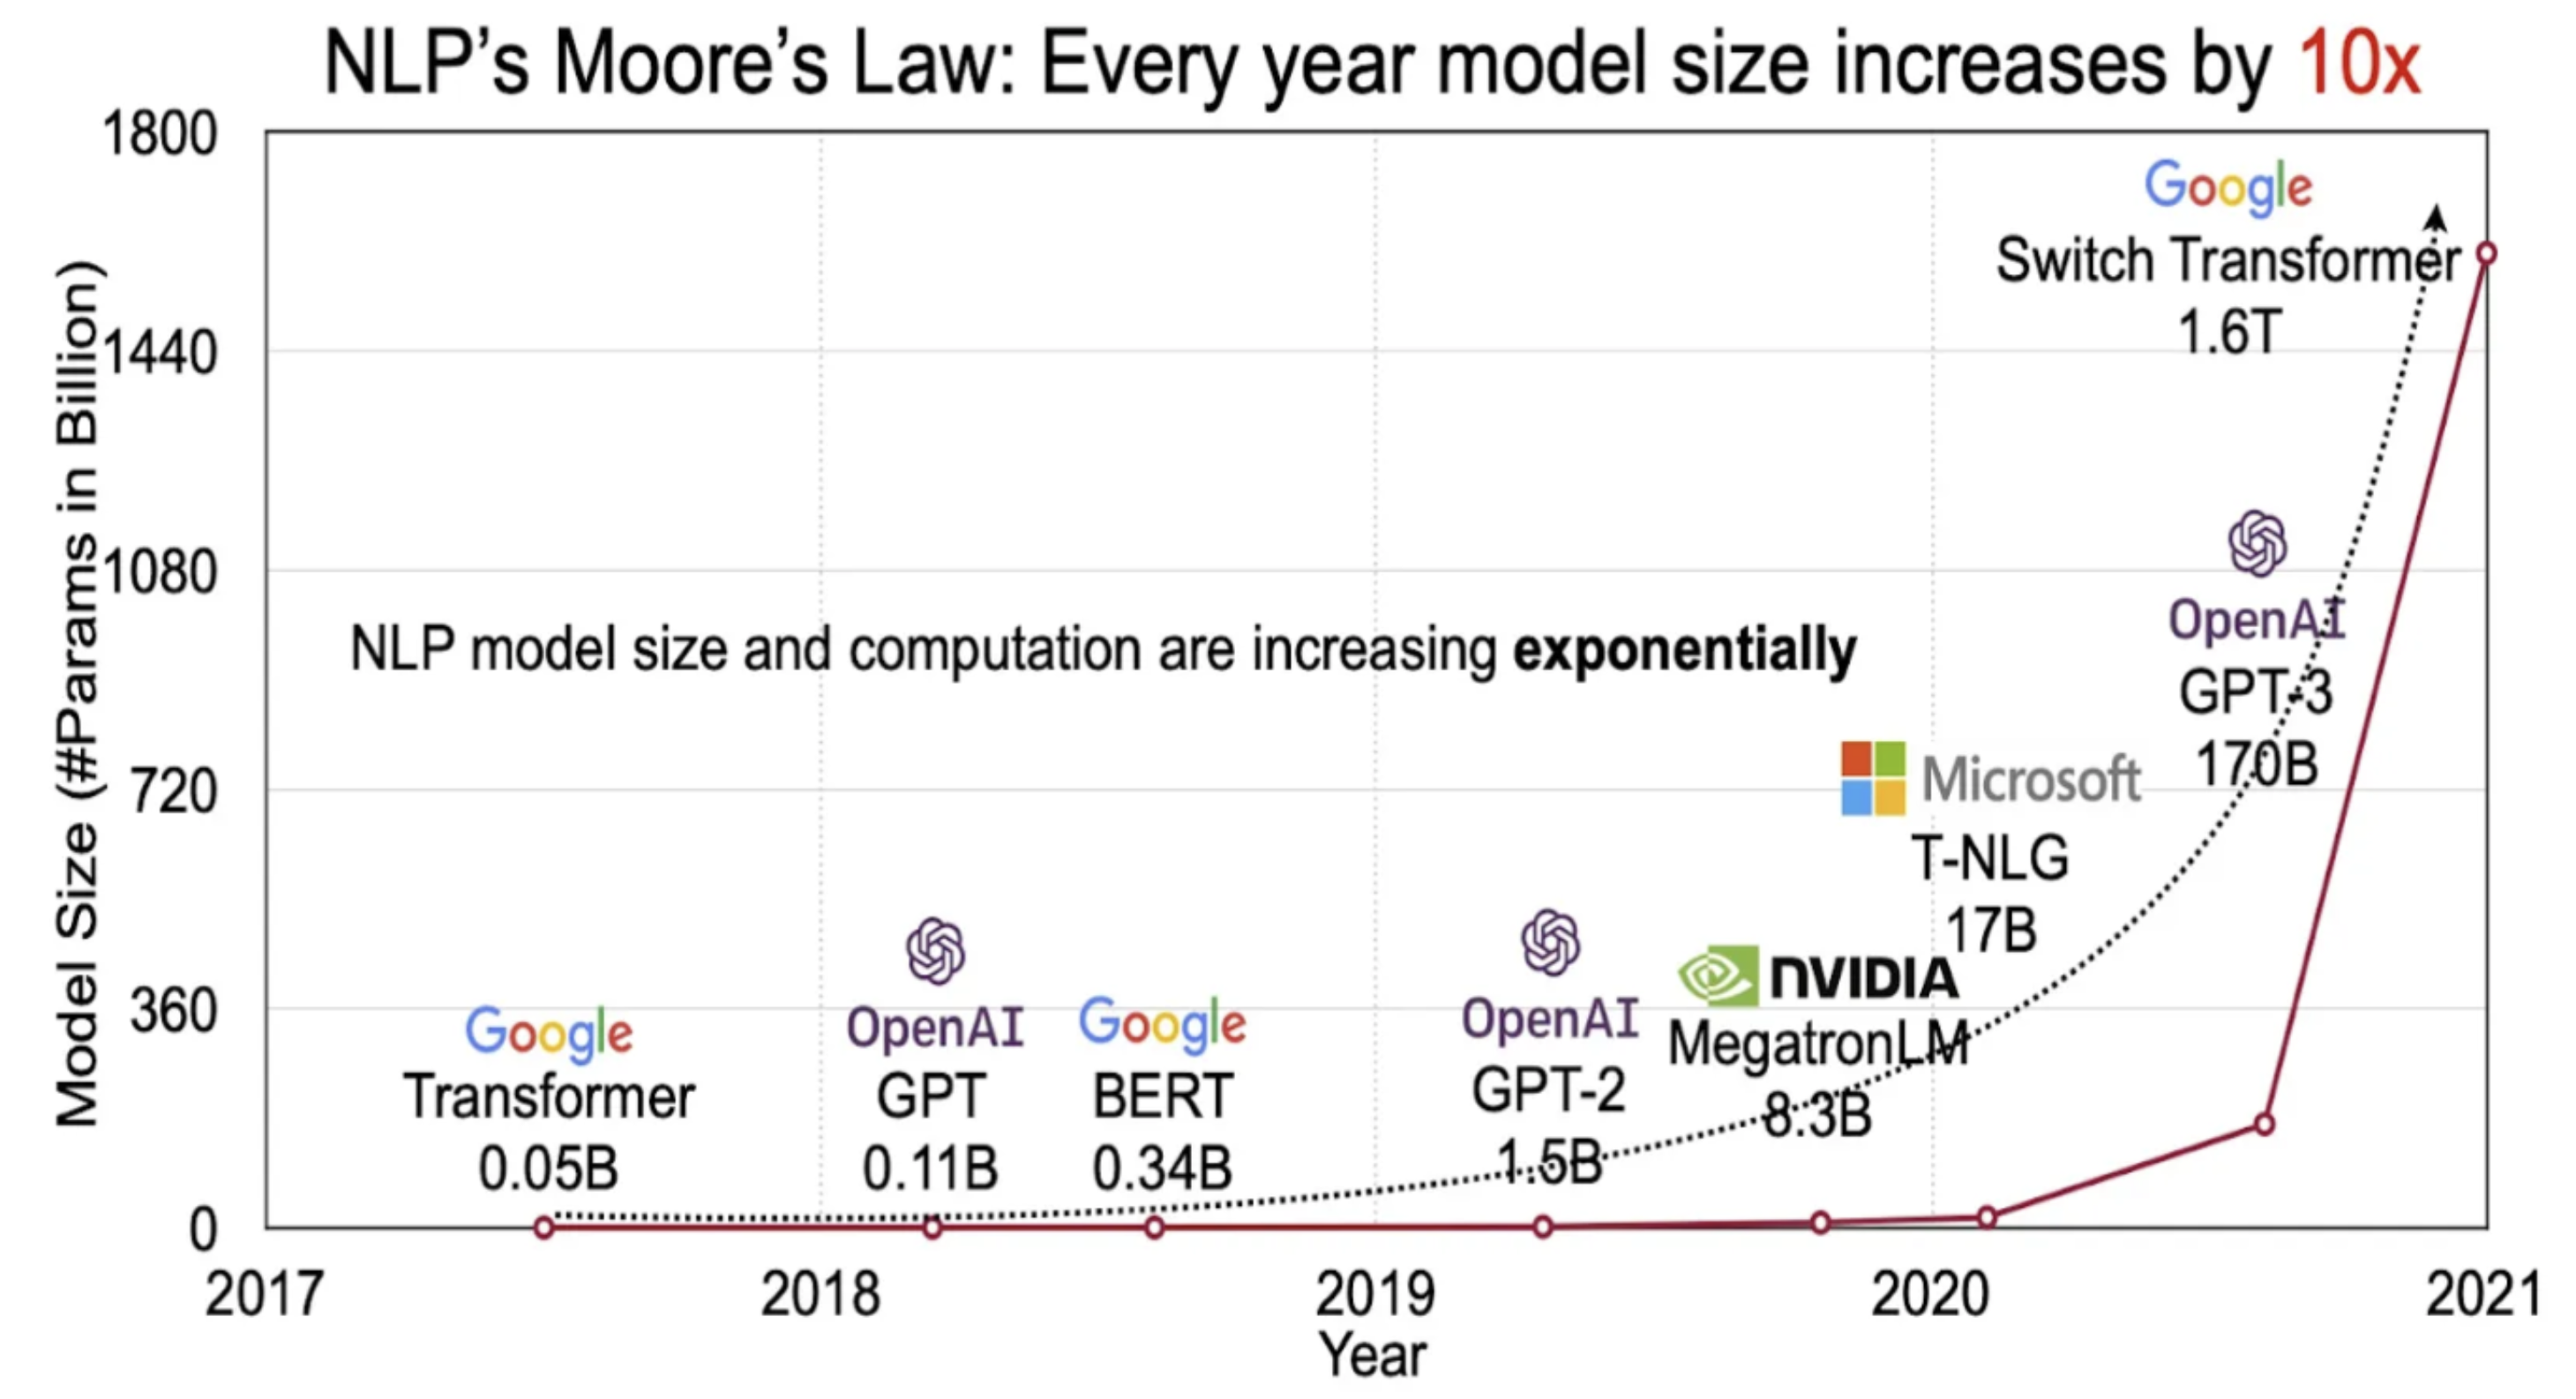 NLP's Moore's Law: Every year model size increases by 10x
Model Size (#Params in Billion)
1800
1440
1080
720
360
0
Google
Switch Transformer
1.6T
NLP model size and computation are increasing exponentially
OpenAI
GPT-3
170B
Microsoft
T-NLG
17B
NVIDIA
MegatronLM
8.3B
OpenAI
GPT-2
1.5B
Google
BERT
0.34B
OpenAI
GPT
0.11B
Google
Transformer
0.05B
2017 2018 2019 2020 2021
Year